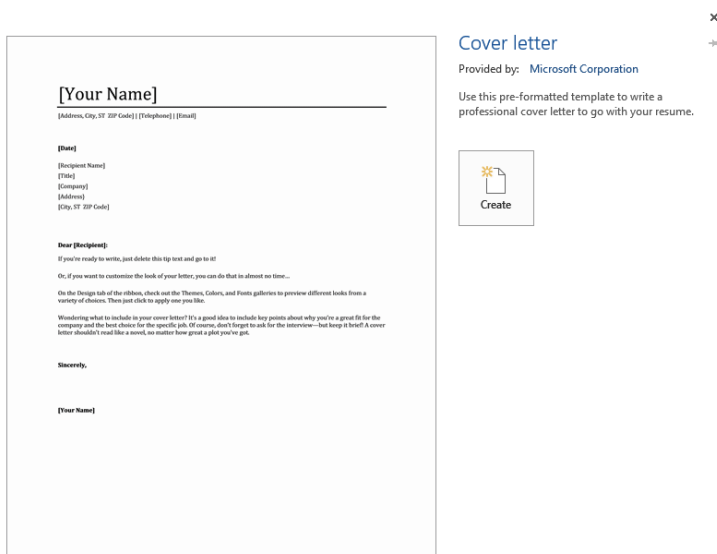 [Your Name]
[Address, City, ST  ZIP Code] | [Telephone] | [Email]
[Date]
[Recipient Name]
[Title]
[Company]
[Address]
[City, ST  ZIP Code]
Dear [Recipient]:
If you're ready to write, just delete this tip text and go to it!
Or, if you want to customize the look of your letter, you can do that in almost no time...
On the Design tab of the ribbon, check out the Themes, Colors, and Fonts galleries to preview different looks from a
variety of choices. Then just click to apply one you like.
Wondering what to include in your cover letter? It's a good idea to include key points about why you're a great fit for the
company and the best choice for the specific job. Of course, don't forget to ask for the interview—but keep it brief! A cover
letter shouldn't read like a novel, no matter how great a plot you've got.
Sincerely,
[Your Name]
Cover letter
Provided by: Microsoft Corporation
Use this pre-formatted template to write a
professional cover letter to go with your resume.
Create